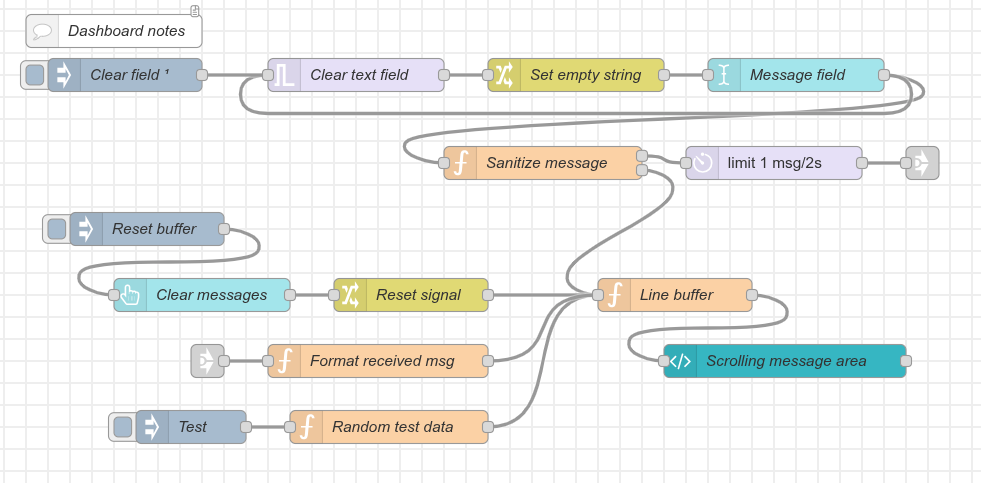 Dashboard notes
Clear field ¹
Clear text field
Set empty string
Message field
Sanitize message
limit 1 msg/2s
Reset buffer
Clear messages
Reset signal
Line buffer
Format received msg
Scrolling message area
Test
Random test data